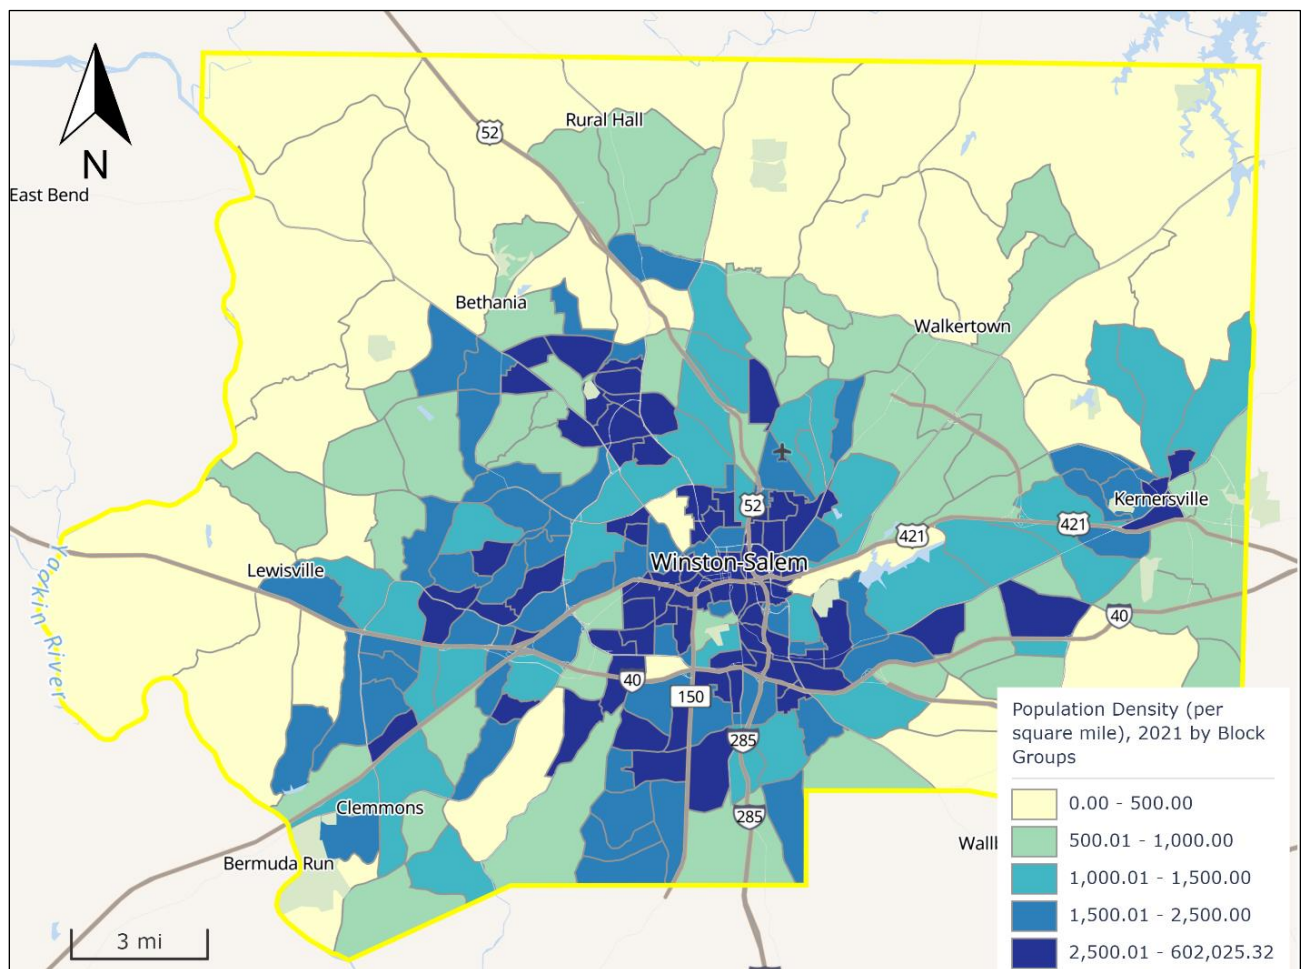 Rural Hall
52
N
East Bend
Bethania
Walkertown
Kernersville
52
421
421
Winston-Salem
Lewisville
Yadkin River
40
40
150
285
285
Clemmons
Bermuda Run
Wallb
3 mi
Population Density (per
square mile), 2021 by Block
Groups
0.00 - 500.00
500.01 - 1,000.00
1,000.01 - 1,500.00
1,500.01 - 2,500.00
2,500.01 - 602,025.32